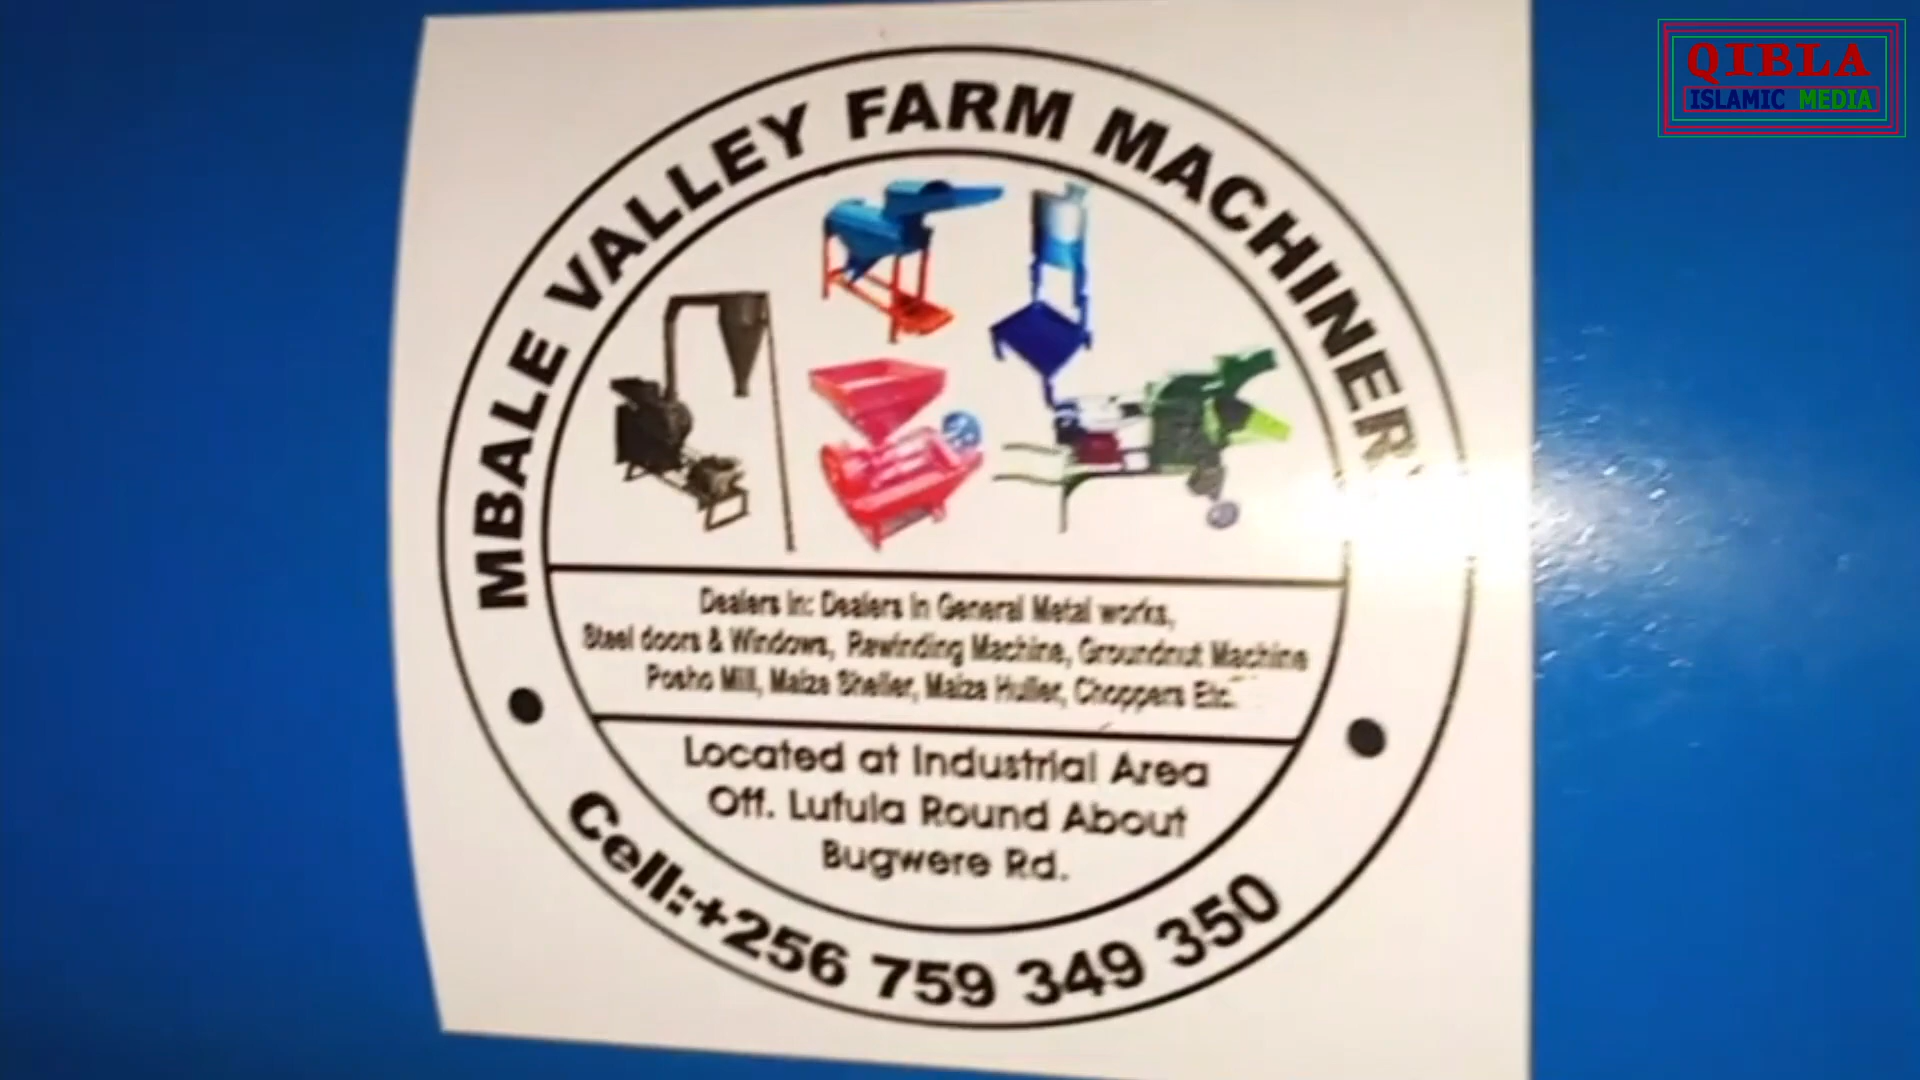 QIBLA
ISLAMIC MEDIA
MBALE VALLEY FARM MACHINER
Dealers In: Dealers In General Metal works,
Steel doors & Windows, Rewinding Machine, Groundnut Machine
Posho Mill, Maize Sheller, Maize Huller, Choppers Etc.
Located at Industrial Area
Off. Lufula Round About
Bugwere Rd.
Cell:+256 759 349 350